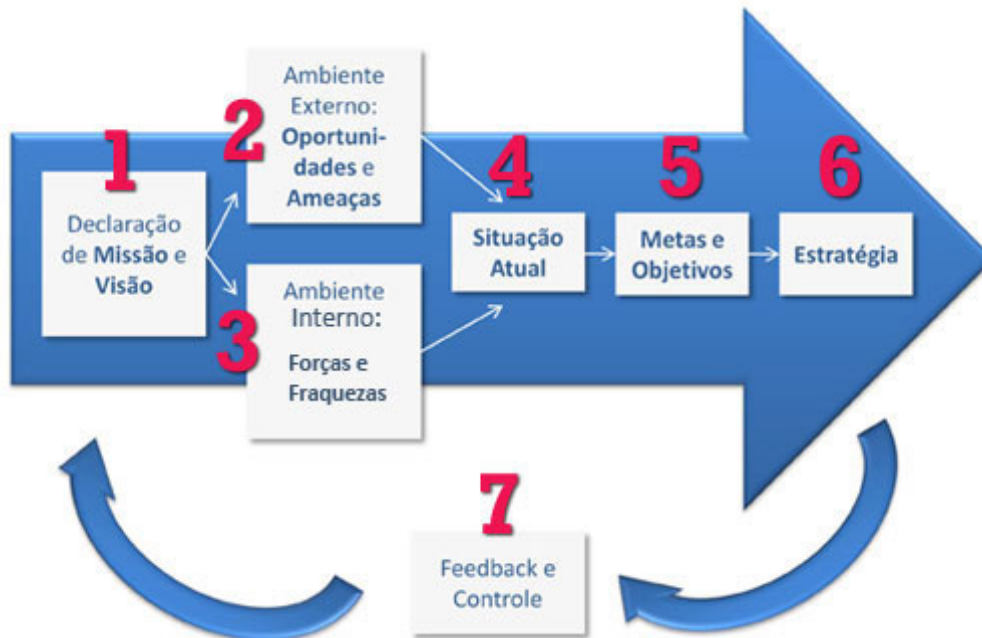 1
Declaração
de Missão e
Visão
2
Ambiente
Externo:
Oportuni-
dades e
Ameaças
3
Ambiente
Interno:
Forças e
Fraquezas
4
Situação
Atual
5
Metas e
Objetivos
6
Estratégia
7
Feedback e
Controle